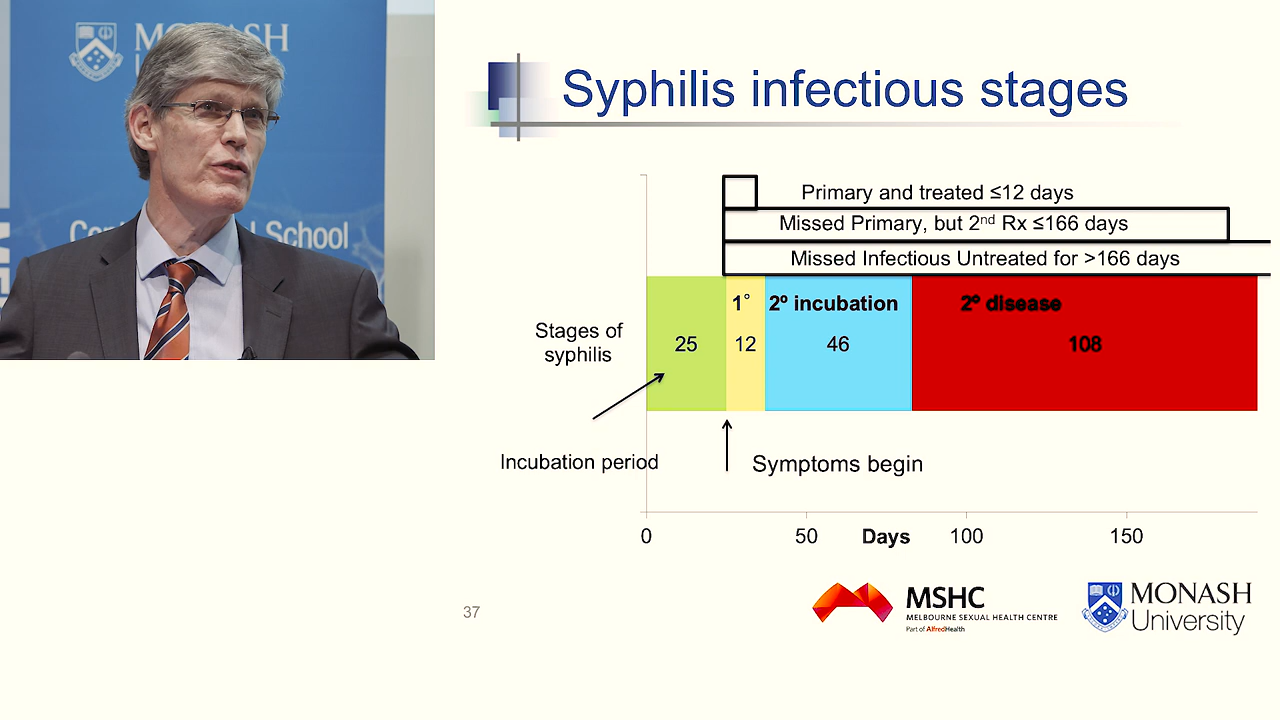 MONASH
School
Syphilis infectious stages
Primary and treated ≤12 days
Missed Primary, but 2nd Rx ≤166 days
Missed Infectious Untreated for >166 days
1° 2º incubation 2º disease
Stages of
syphilis
25 12 46 108
Incubation period
Symptoms begin
0 50 Days 100 150
37
MSHC
MELBOURNE SEXUAL HEALTH CENTRE
Part of AlfredHealth
MONASH
University